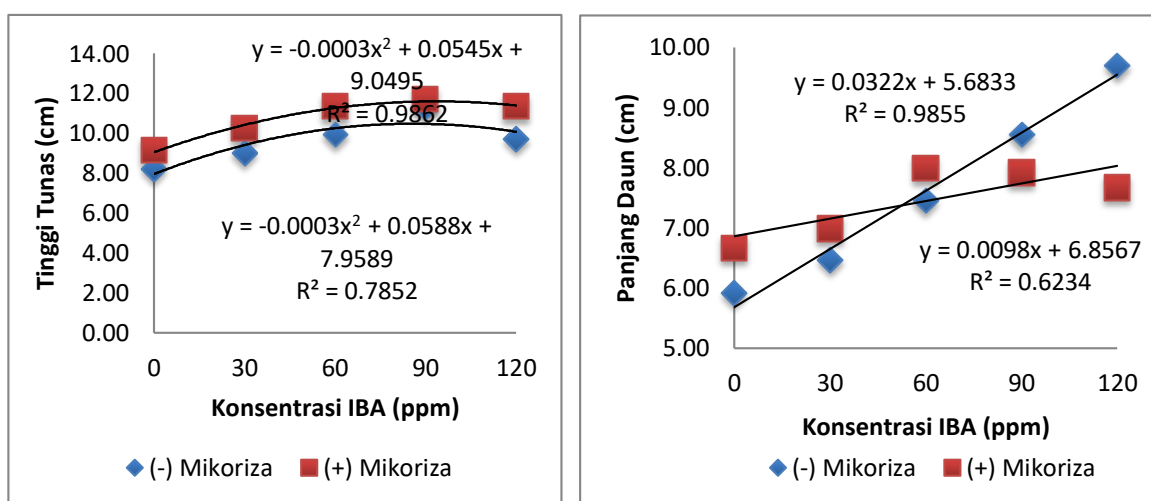 y = -0.0003x² + 0.0545x +
9.0495
R² = 0.9862
14.00
12.00
10.00
8.00
6.00
4.00
2.00
0.00
Tinggi Tunas (cm)
y = -0.0003x² + 0.0588x +
7.9589
R² = 0.7852
0 30 60 90 120
Konsentrasi IBA (ppm)
(-) Mikoriza (+) Mikoriza
10.00
9.00
8.00
7.00
6.00
5.00
Panjang Daun (cm)
y = 0.0322x + 5.6833
R² = 0.9855
y = 0.0098x + 6.8567
R² = 0.6234
0 30 60 90 120
Konsentrasi IBA (ppm)
(-) Mikoriza (+) Mikoriza